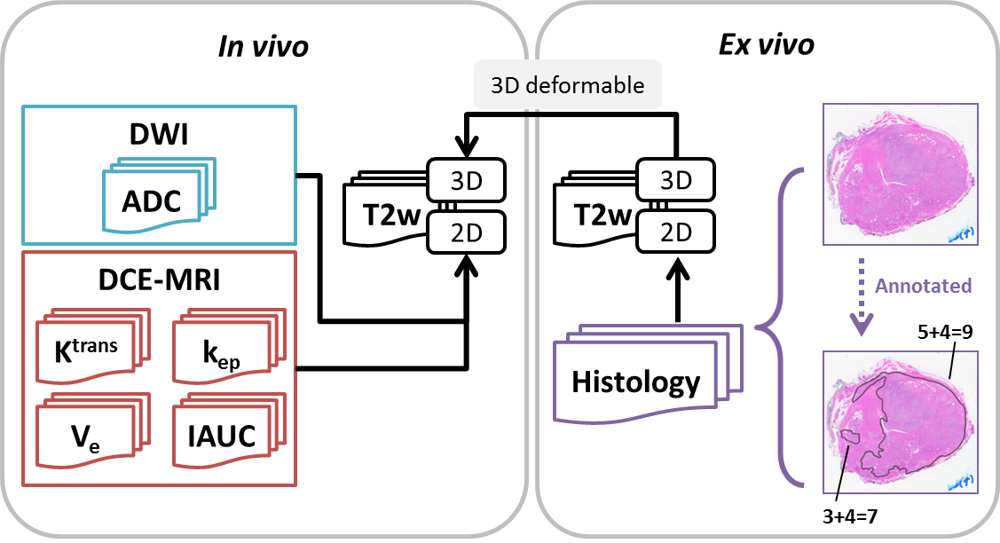 In vivo
DWI
ADC
DCE-MRI
Ktrans
kep
Ve
IAUC
T2w
3D
2D
3D deformable
Ex vivo
T2w
3D
2D
Histology
Annotated
5+4=9
3+4=7